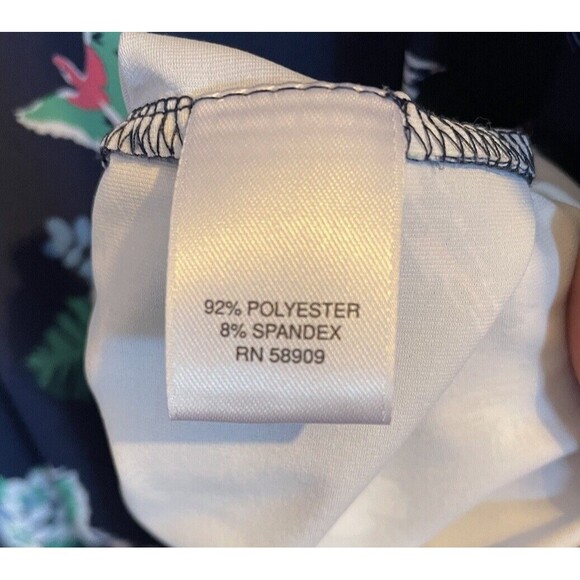 92% POLYESTER
8% SPANDEX
RN 58909